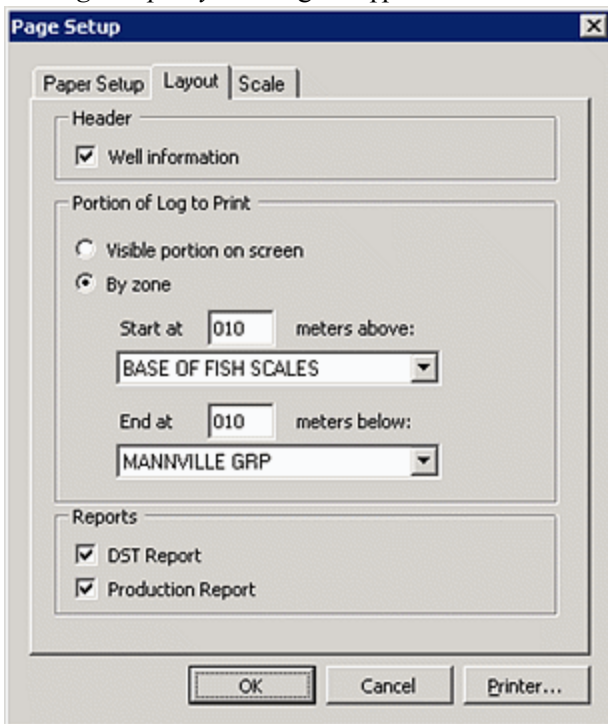 Page Setup
Paper Setup Layout Scale
Header
Well information
Portion of Log to Print
Visible portion on screen
By zone
Start at 010 meters above:
BASE OF FISH SCALES
End at 010 meters below:
MANNVILLE GRP
Reports
DST Report
Production Report
OK Cancel Printer...